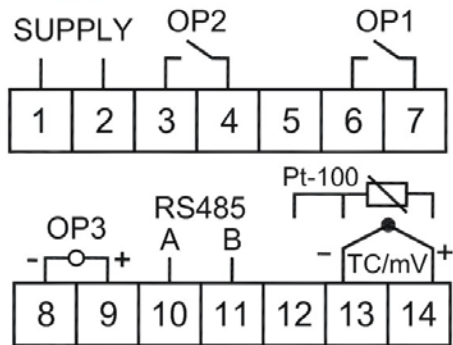 SUPPLY OP2 OP1
1 2 3 4 5 6 7
Pt-100
OP3 RS485
A B
- + - TC/mV +
8 9 10 11 12 13 14